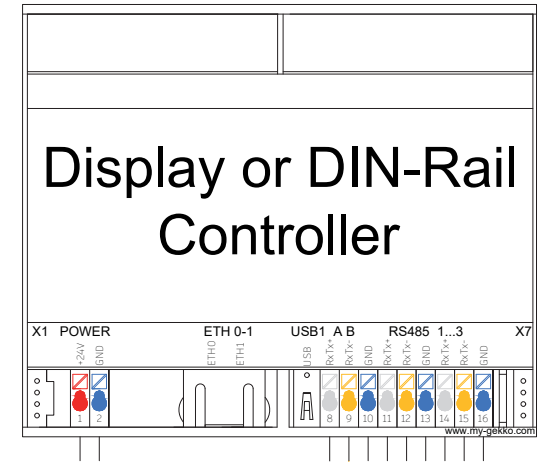 Display or DIN-Rail
Controller
X1 POWER ETH 0-1 USB1 A B RS485 1...3 X7
+24V GND ETH0 ETH1 USB RxTx+ RxTx- GND RxTx+ RxTx- GND RxTx+ RxTx- GND
1 2 8 9 10 11 12 13 14 15 16
www.my-gekko.com